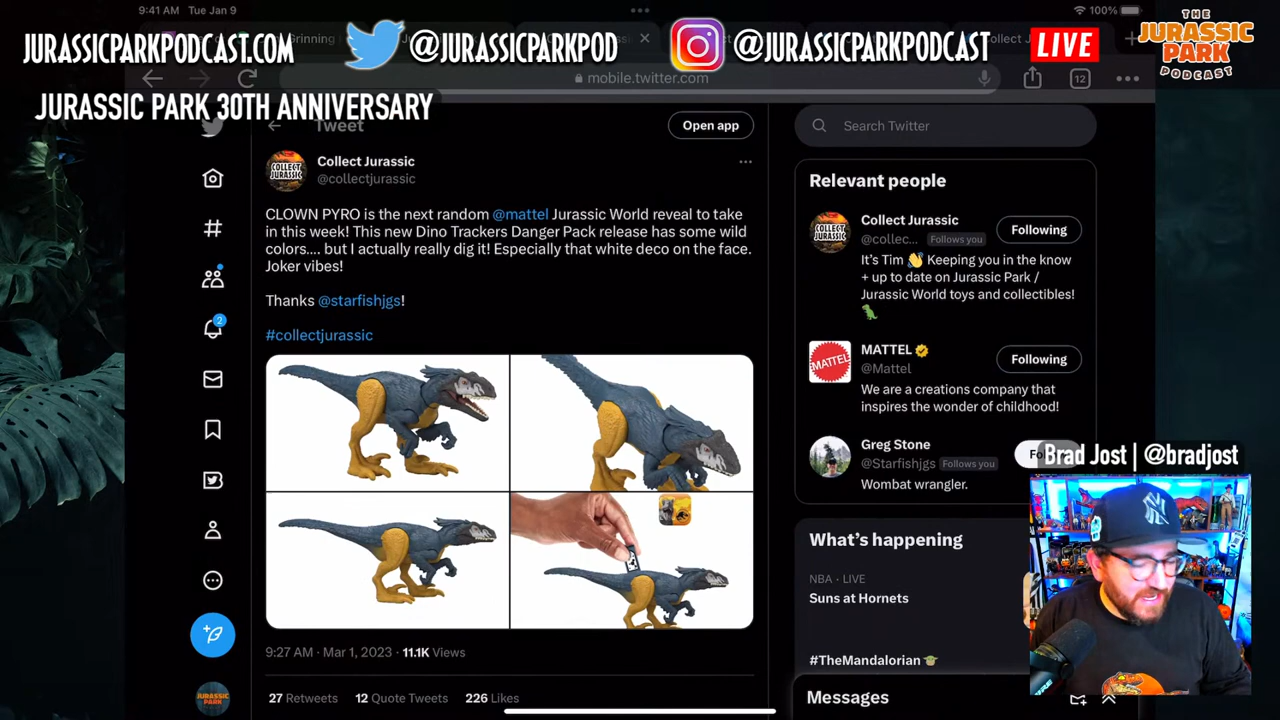 9:41 AM Tue Jan 9
100%
JURASSICPARKPODCAST.COM
@JURASSICPARKPOD
@JURASSICPARKPODCAST
LIVE
THE
JURASSIC
PARK
PODCAST
mobile.twitter.com
12
JURASSIC PARK 30TH ANNIVERSARY
Tweet
Open app
Search Twitter
Collect Jurassic
@collectjurassic
CLOWN PYRO is the next random @mattel Jurassic World reveal to take
in this week! This new Dino Trackers Danger Pack release has some wild
colors.... but I actually really dig it! Especially that white deco on the face.
Joker vibes!
Thanks @starfishjgs!
#collectjurassic
9:27 AM · Mar 1, 2023 · 11.1K Views
27 Retweets 12 Quote Tweets 226 Likes
2
Relevant people
Collect Jurassic
@collec... Follows you
Following
It's Tim 👋 Keeping you in the know
+ up to date on Jurassic Park /
Jurassic World toys and collectibles!
MATTEL
@Mattel
Following
We are a creations company that
inspires the wonder of childhood!
Greg Stone
@Starfishjgs Follows you
Wombat wrangler.
Brad Jost | @bradjost
What's happening
NBA · LIVE
Suns at Hornets
#TheMandalorian
Messages